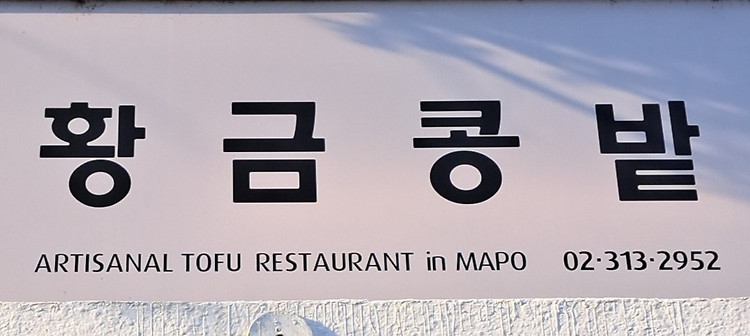 황금콩밭
ARTISANAL TOFU RESTAURANT in MAPO 02·313·2952